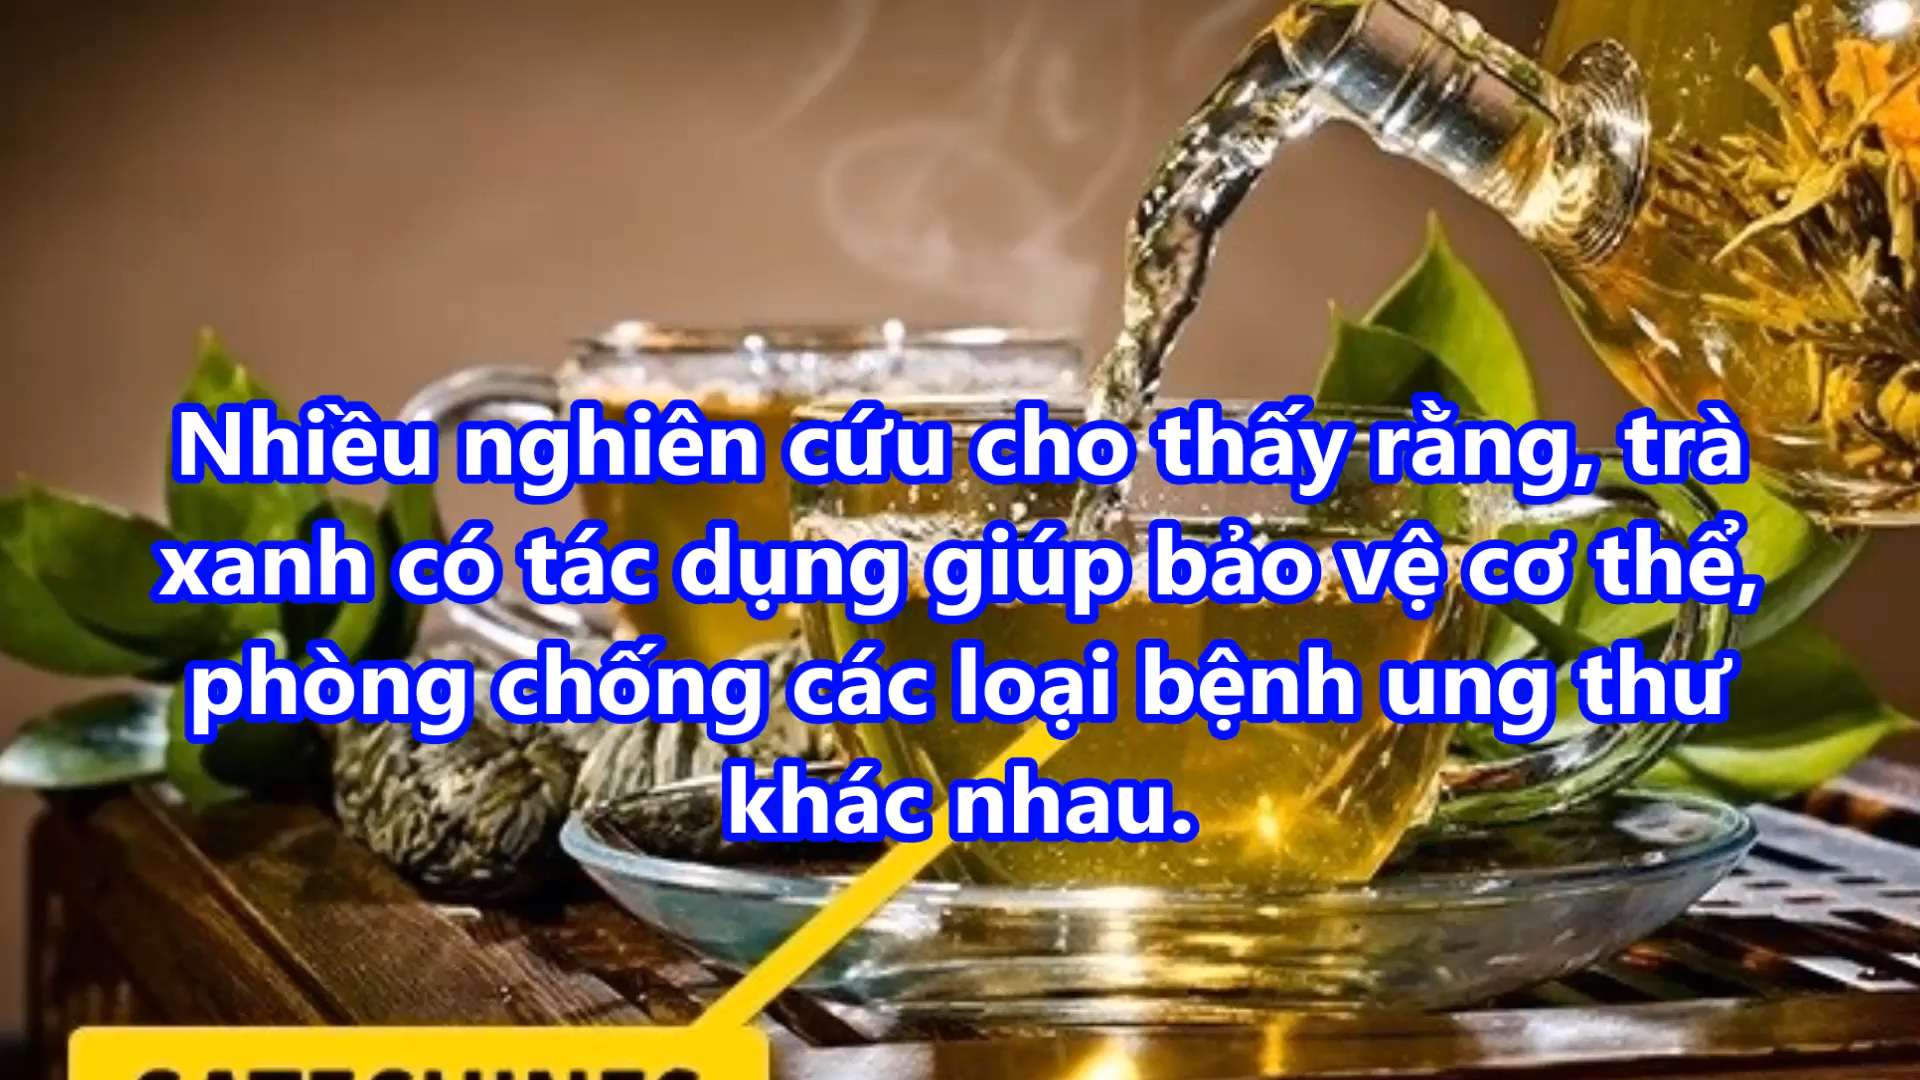 Nhiều nghiên cứu cho thấy rằng, trà
xanh có tác dụng giúp bảo vệ cơ thể,
phòng chống các loại bệnh ung thư
khác nhau.